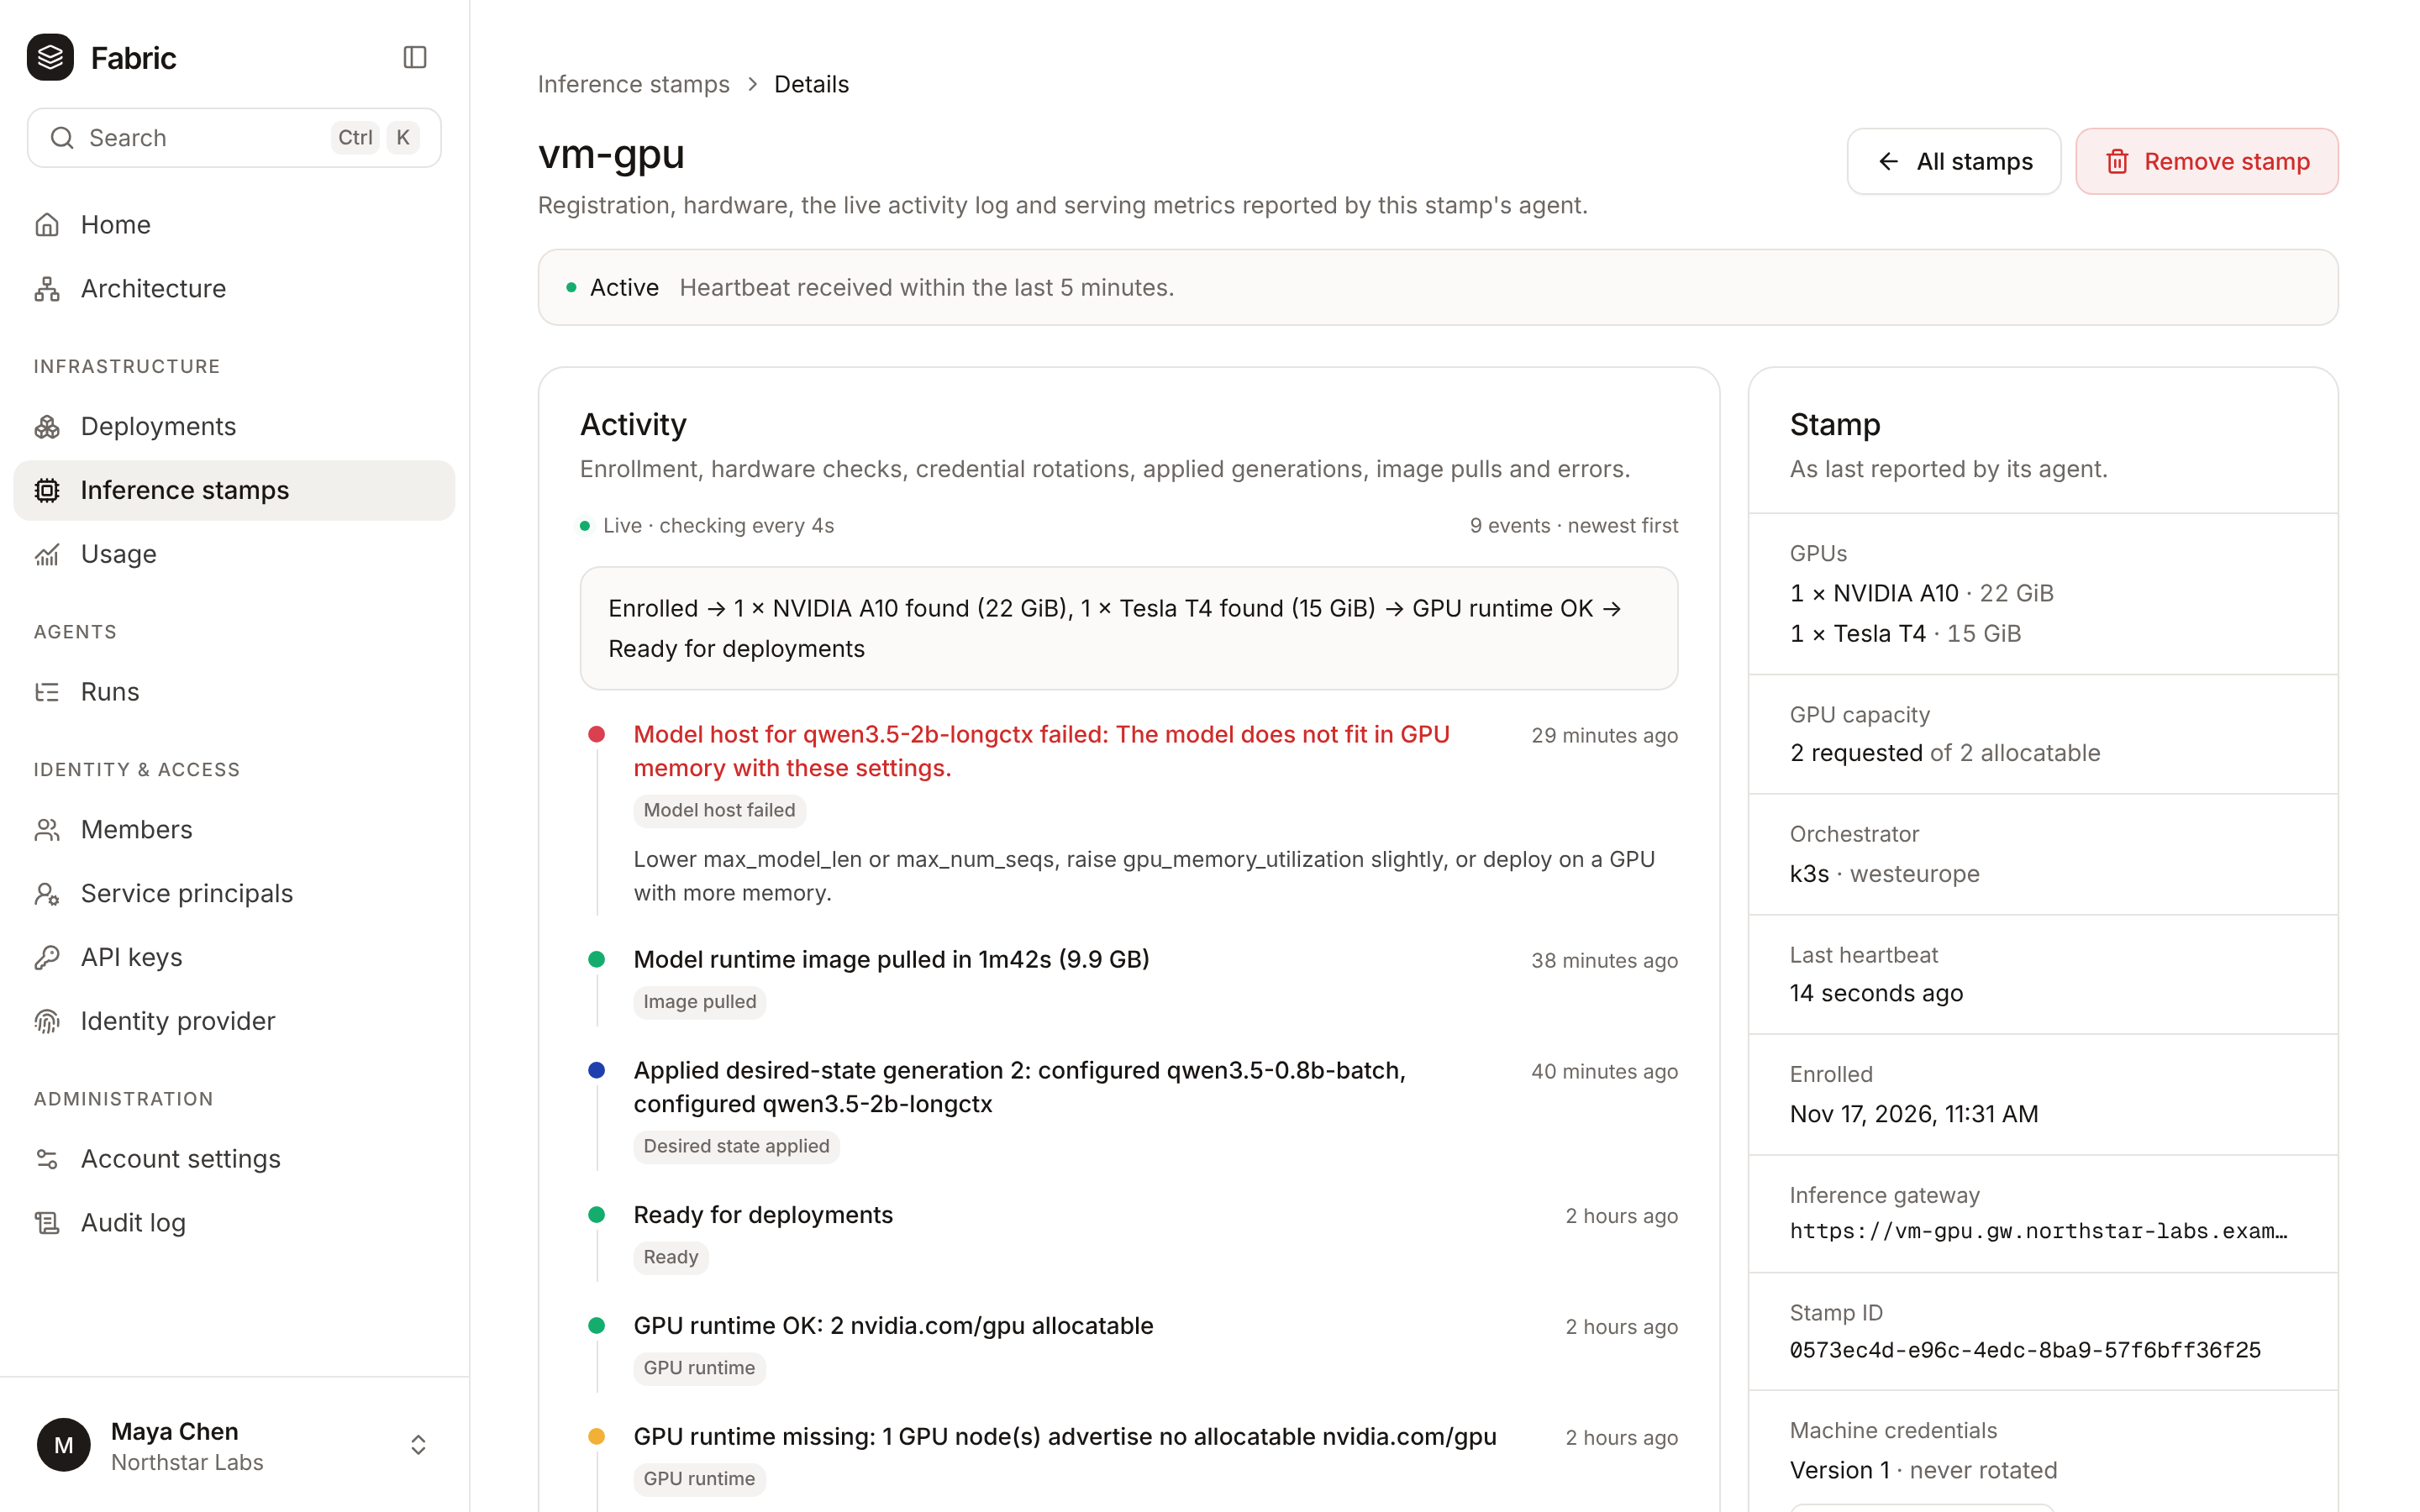 Fabric
Search
Ctrl K
Home
Architecture
INFRASTRUCTURE
Deployments
Inference stamps
Usage
AGENTS
Runs
IDENTITY & ACCESS
Members
Service principals
API keys
Identity provider
ADMINISTRATION
Account settings
Audit log
M
Maya Chen
Northstar Labs
Inference stamps > Details
vm-gpu
Registration, hardware, the live activity log and serving metrics reported by this stamp's agent.
← All stamps
Remove stamp
Active Heartbeat received within the last 5 minutes.
Activity
Enrollment, hardware checks, credential rotations, applied generations, image pulls and errors.
Live · checking every 4s
9 events · newest first
Enrolled → 1 × NVIDIA A10 found (22 GiB), 1 × Tesla T4 found (15 GiB) → GPU runtime OK →
Ready for deployments
Model host for qwen3.5-2b-longctx failed: The model does not fit in GPU
memory with these settings.
29 minutes ago
Model host failed
Lower max_model_len or max_num_seqs, raise gpu_memory_utilization slightly, or deploy on a GPU
with more memory.
Model runtime image pulled in 1m42s (9.9 GB)
38 minutes ago
Image pulled
Applied desired-state generation 2: configured qwen3.5-0.8b-batch,
configured qwen3.5-2b-longctx
40 minutes ago
Desired state applied
Ready for deployments
2 hours ago
Ready
GPU runtime OK: 2 nvidia.com/gpu allocatable
2 hours ago
GPU runtime
GPU runtime missing: 1 GPU node(s) advertise no allocatable nvidia.com/gpu
2 hours ago
GPU runtime
Stamp
As last reported by its agent.
GPUs
1 × NVIDIA A10 · 22 GiB
1 × Tesla T4 · 15 GiB
GPU capacity
2 requested of 2 allocatable
Orchestrator
k3s · westeurope
Last heartbeat
14 seconds ago
Enrolled
Nov 17, 2026, 11:31 AM
Inference gateway
https://vm-gpu.gw.northstar-labs.exam…
Stamp ID
0573ec4d-e96c-4edc-8ba9-57f6bff36f25
Machine credentials
Version 1 · never rotated